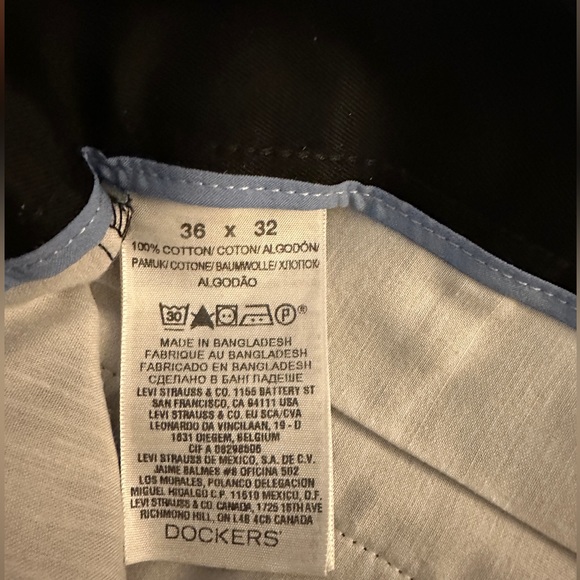 36 x 32
100% COTTON/ COTON/ ALGODÓN/
PAMUK/ COTONE/ BAUMWOLLE/ ХЛОПОК/
ALGODÃO
30 P ®
MADE IN BANGLADESH
FABRIQUE AU BANGLADESH
FABRICADO EN BANGLADESH
СДЕЛАНО В БАНГЛАДЕШЕ
LEVI STRAUSS & CO. 1155 BATTERY ST
SAN FRANCISCO, CA 94111 USA
LEVI STRAUSS & CO. EU SCA/CVA
LEONARDO DA VINCILAAN, 19 - D
1831 DIEGEM, BELGIUM
CIF A 08298506
LEVI STRAUSS DE MEXICO, S.A. DE C.V.
JAIME BALMES #8 OFICINA 502
LOS MORALES, POLANCO DELEGACION
MIGUEL HIDALGO C.P. 11510 MEXICO, D.F.
LEVI STRAUSS & CO. CANADA, 1725 16TH AVE
RICHMOND HILL, ON L4B 4C6 CANADA
DOCKERS®